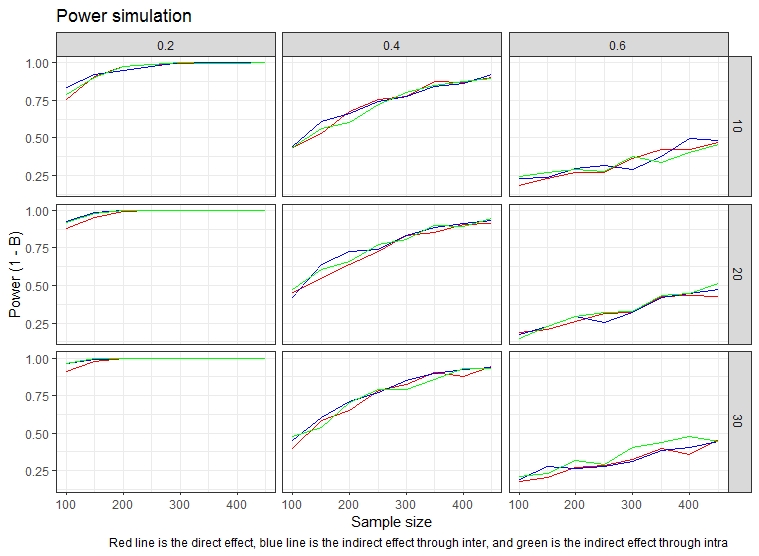 Power simulation
0.2 0.4 0.6
1.00
0.75
0.50
0.25
10
1.00
0.75
0.50
0.25
20
Power (1 - B)
1.00
0.75
0.50
0.25
30
100 200 300 400 100 200 300 400 100 200 300 400
Sample size
Red line is the direct effect, blue line is the indirect effect through inter, and green is the indirect effect through intra